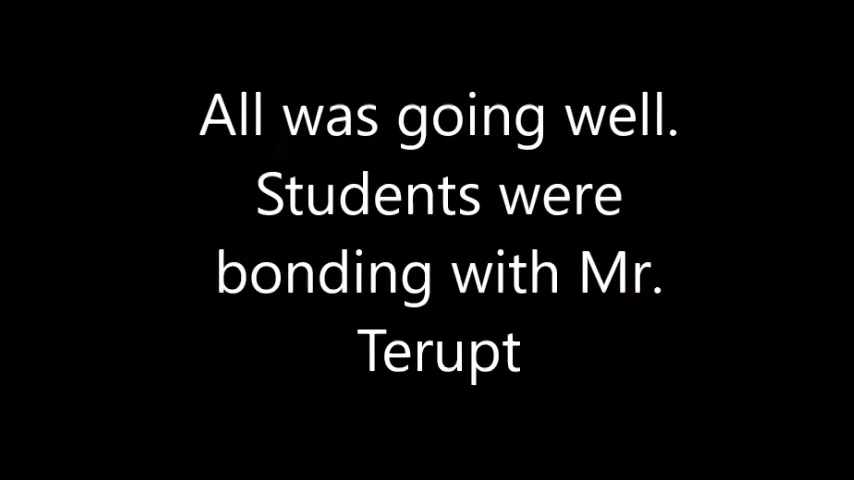 All was going well.
Students were
bonding with Mr.
Terupt